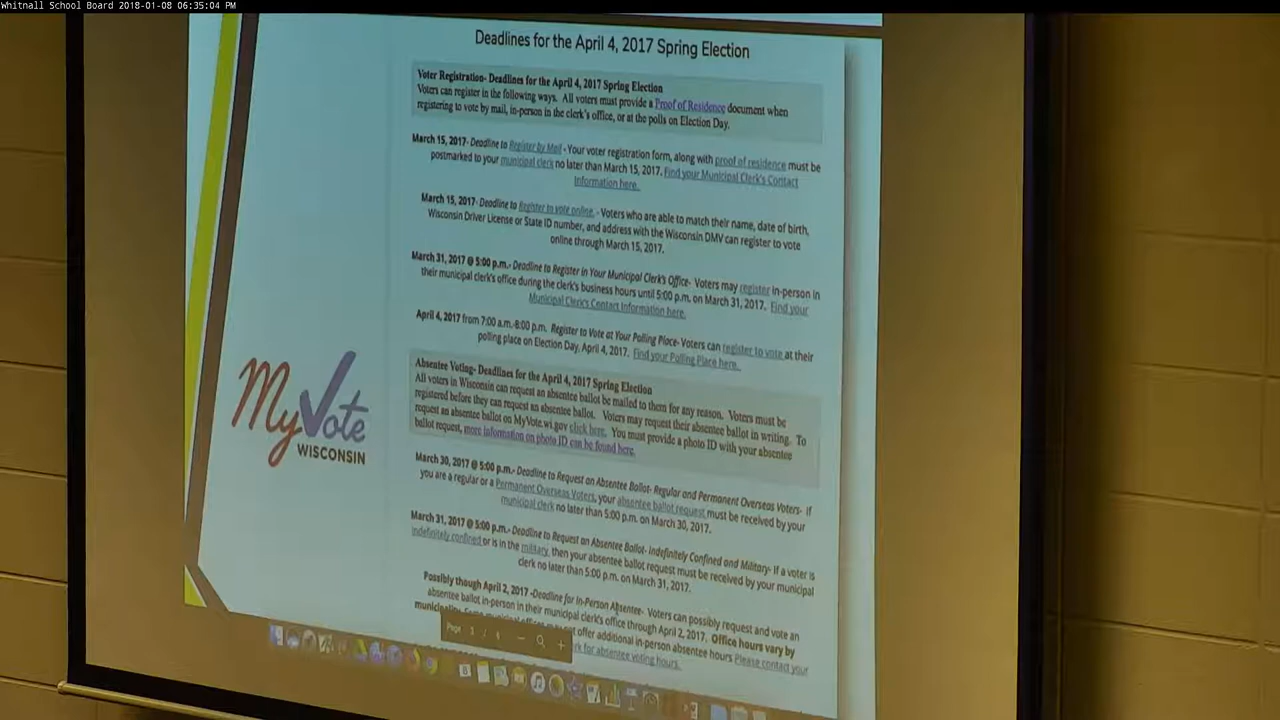 Whitnall School Board 2018-01-08 06:35:04 PM
Deadlines for the April 4, 2017 Spring Election
Voter Registration- Deadlines for the April 4, 2017 Spring Election
Voters can register in the following ways. All voters must provide a Proof of Residence document when
registering to vote by mail, in-person in the clerk's office, or at the polls on Election Day.
March 15, 2017- Deadline to Register by Mail - Your voter registration form, along with proof of residence must be
postmarked to your municipal clerk no later than March 15, 2017. Find your Municipal Clerk's Contact
Information here.
March 15, 2017- Deadline to Register to vote online. - Voters who are able to match their name, date of birth,
Wisconsin Driver License or State ID number, and address with the Wisconsin DMV can register to vote
online through March 15, 2017.
March 31, 2017 @ 5:00 p.m.- Deadline to Register in Your Municipal Clerk's Office- Voters may register in-person in
their municipal clerk's office during the clerk's business hours until 5:00 p.m. on March 31, 2017. Find your
Municipal Clerk's Contact Information here.
April 4, 2017 from 7:00 a.m.-8:00 p.m. Register to Vote at Your Polling Place- Voters can register to vote at their
polling place on Election Day, April 4, 2017. Find your Polling Place here.
Absentee Voting- Deadlines for the April 4, 2017 Spring Election
All voters in Wisconsin can request an absentee ballot be mailed to them for any reason. Voters must be
registered before they can request an absentee ballot. Voters may request their absentee ballot in writing. To
request an absentee ballot on MyVote.wi.gov click here. You must provide a photo ID with your absentee
ballot request, more information on photo ID can be found here.
March 30, 2017 @ 5:00 p.m.- Deadline to Request an Absentee Ballot- Regular and Permanent Overseas Voters- If
you are a regular or a Permanent Overseas Voters, your absentee ballot request must be received by your
municipal clerk no later than 5:00 p.m. on March 30, 2017.
March 31, 2017 @ 5:00 p.m.- Deadline to Request an Absentee Ballot- Indefinitely Confined and Military- If a voter is
indefinitely confined or is in the military, then your absentee ballot request must be received by your municipal
clerk no later than 5:00 p.m. on March 31, 2017.
Possibly though April 2, 2017 -Deadline for In-Person Absentee- Voters can possibly request and vote an
absentee ballot in-person in their municipal clerk's office through April 2, 2017. Office hours vary by
municipality. Some municipal offices may not offer additional in-person absentee hours Please contact your
for absentee voting hours.
MyVote
WISCONSIN
Page